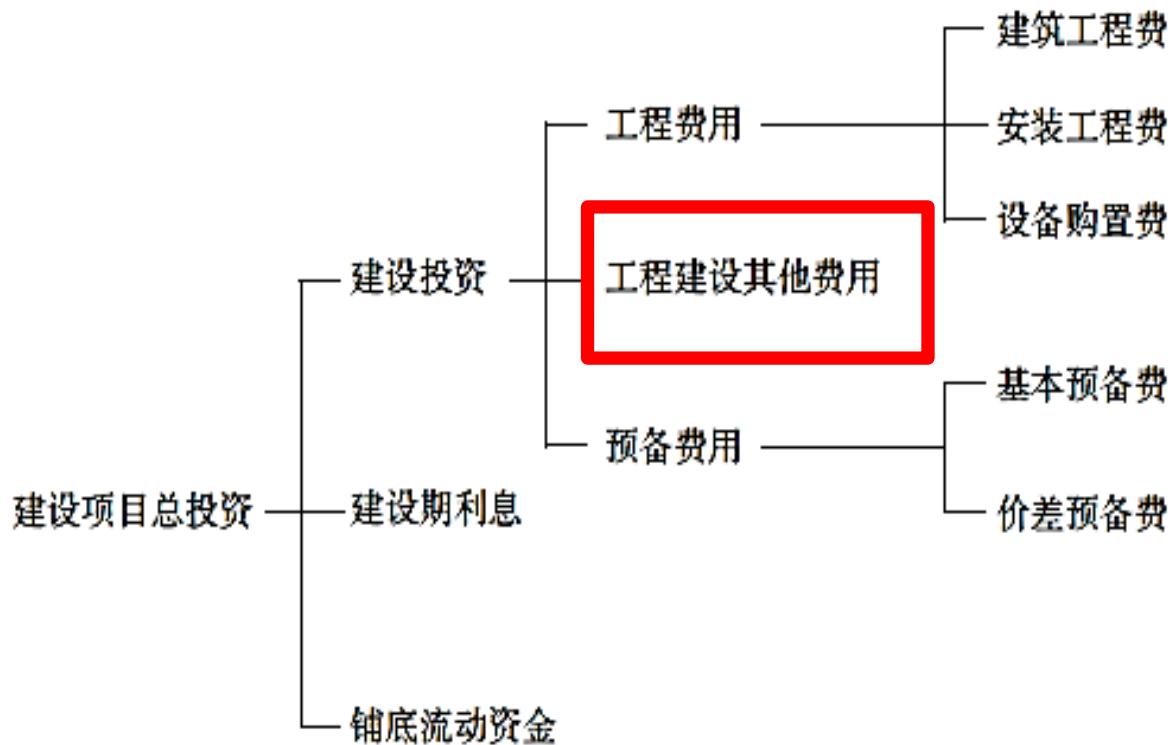 建筑工程费
工程费用
安装工程费
设备购置费
建设投资
工程建设其他费用
基本预备费
预备费用
建设项目总投资
建设期利息
价差预备费
铺底流动资金